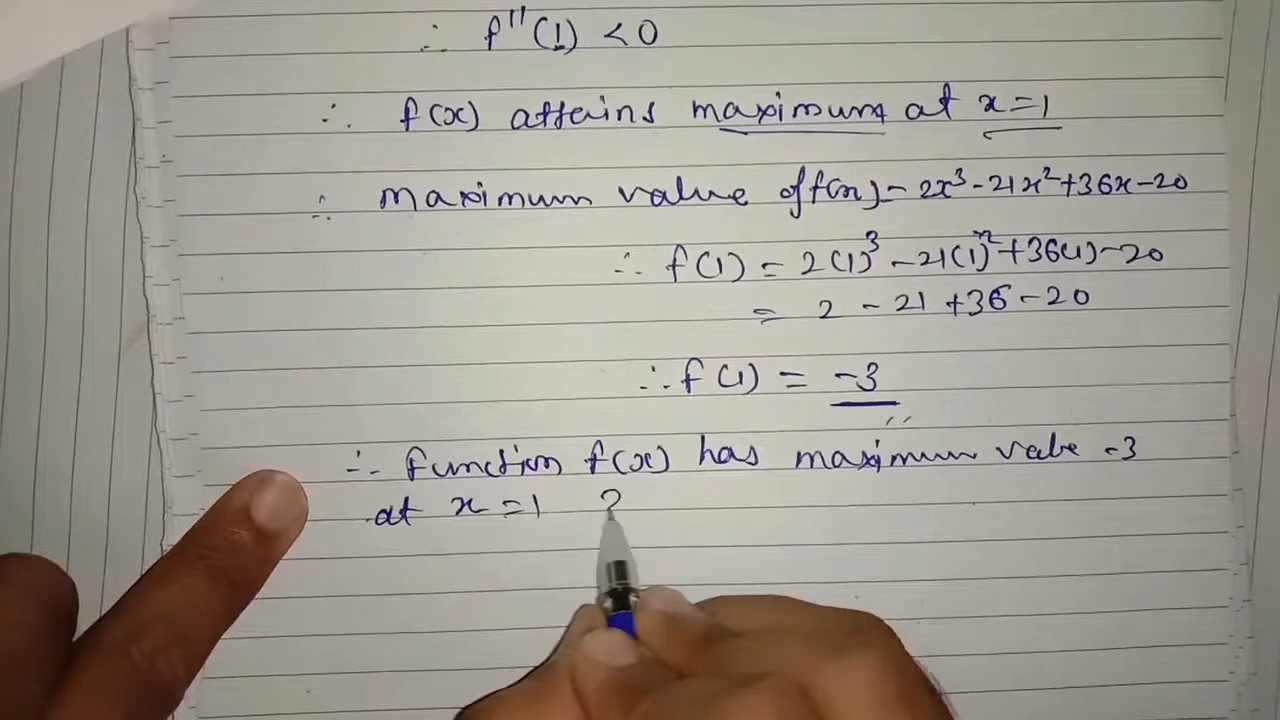 ∴ f''(1) < 0
∴ f(x) attains maximum at x=1
∴ maximum value of f(x) = 2x³-21x²+36x-20
∴ f(1) = 2(1)³-21(1)²+36(1)-20
= 2 - 21 + 36 - 20
∴ f(1) = -3
∴ function f(x) has maximum value -3
at x=1